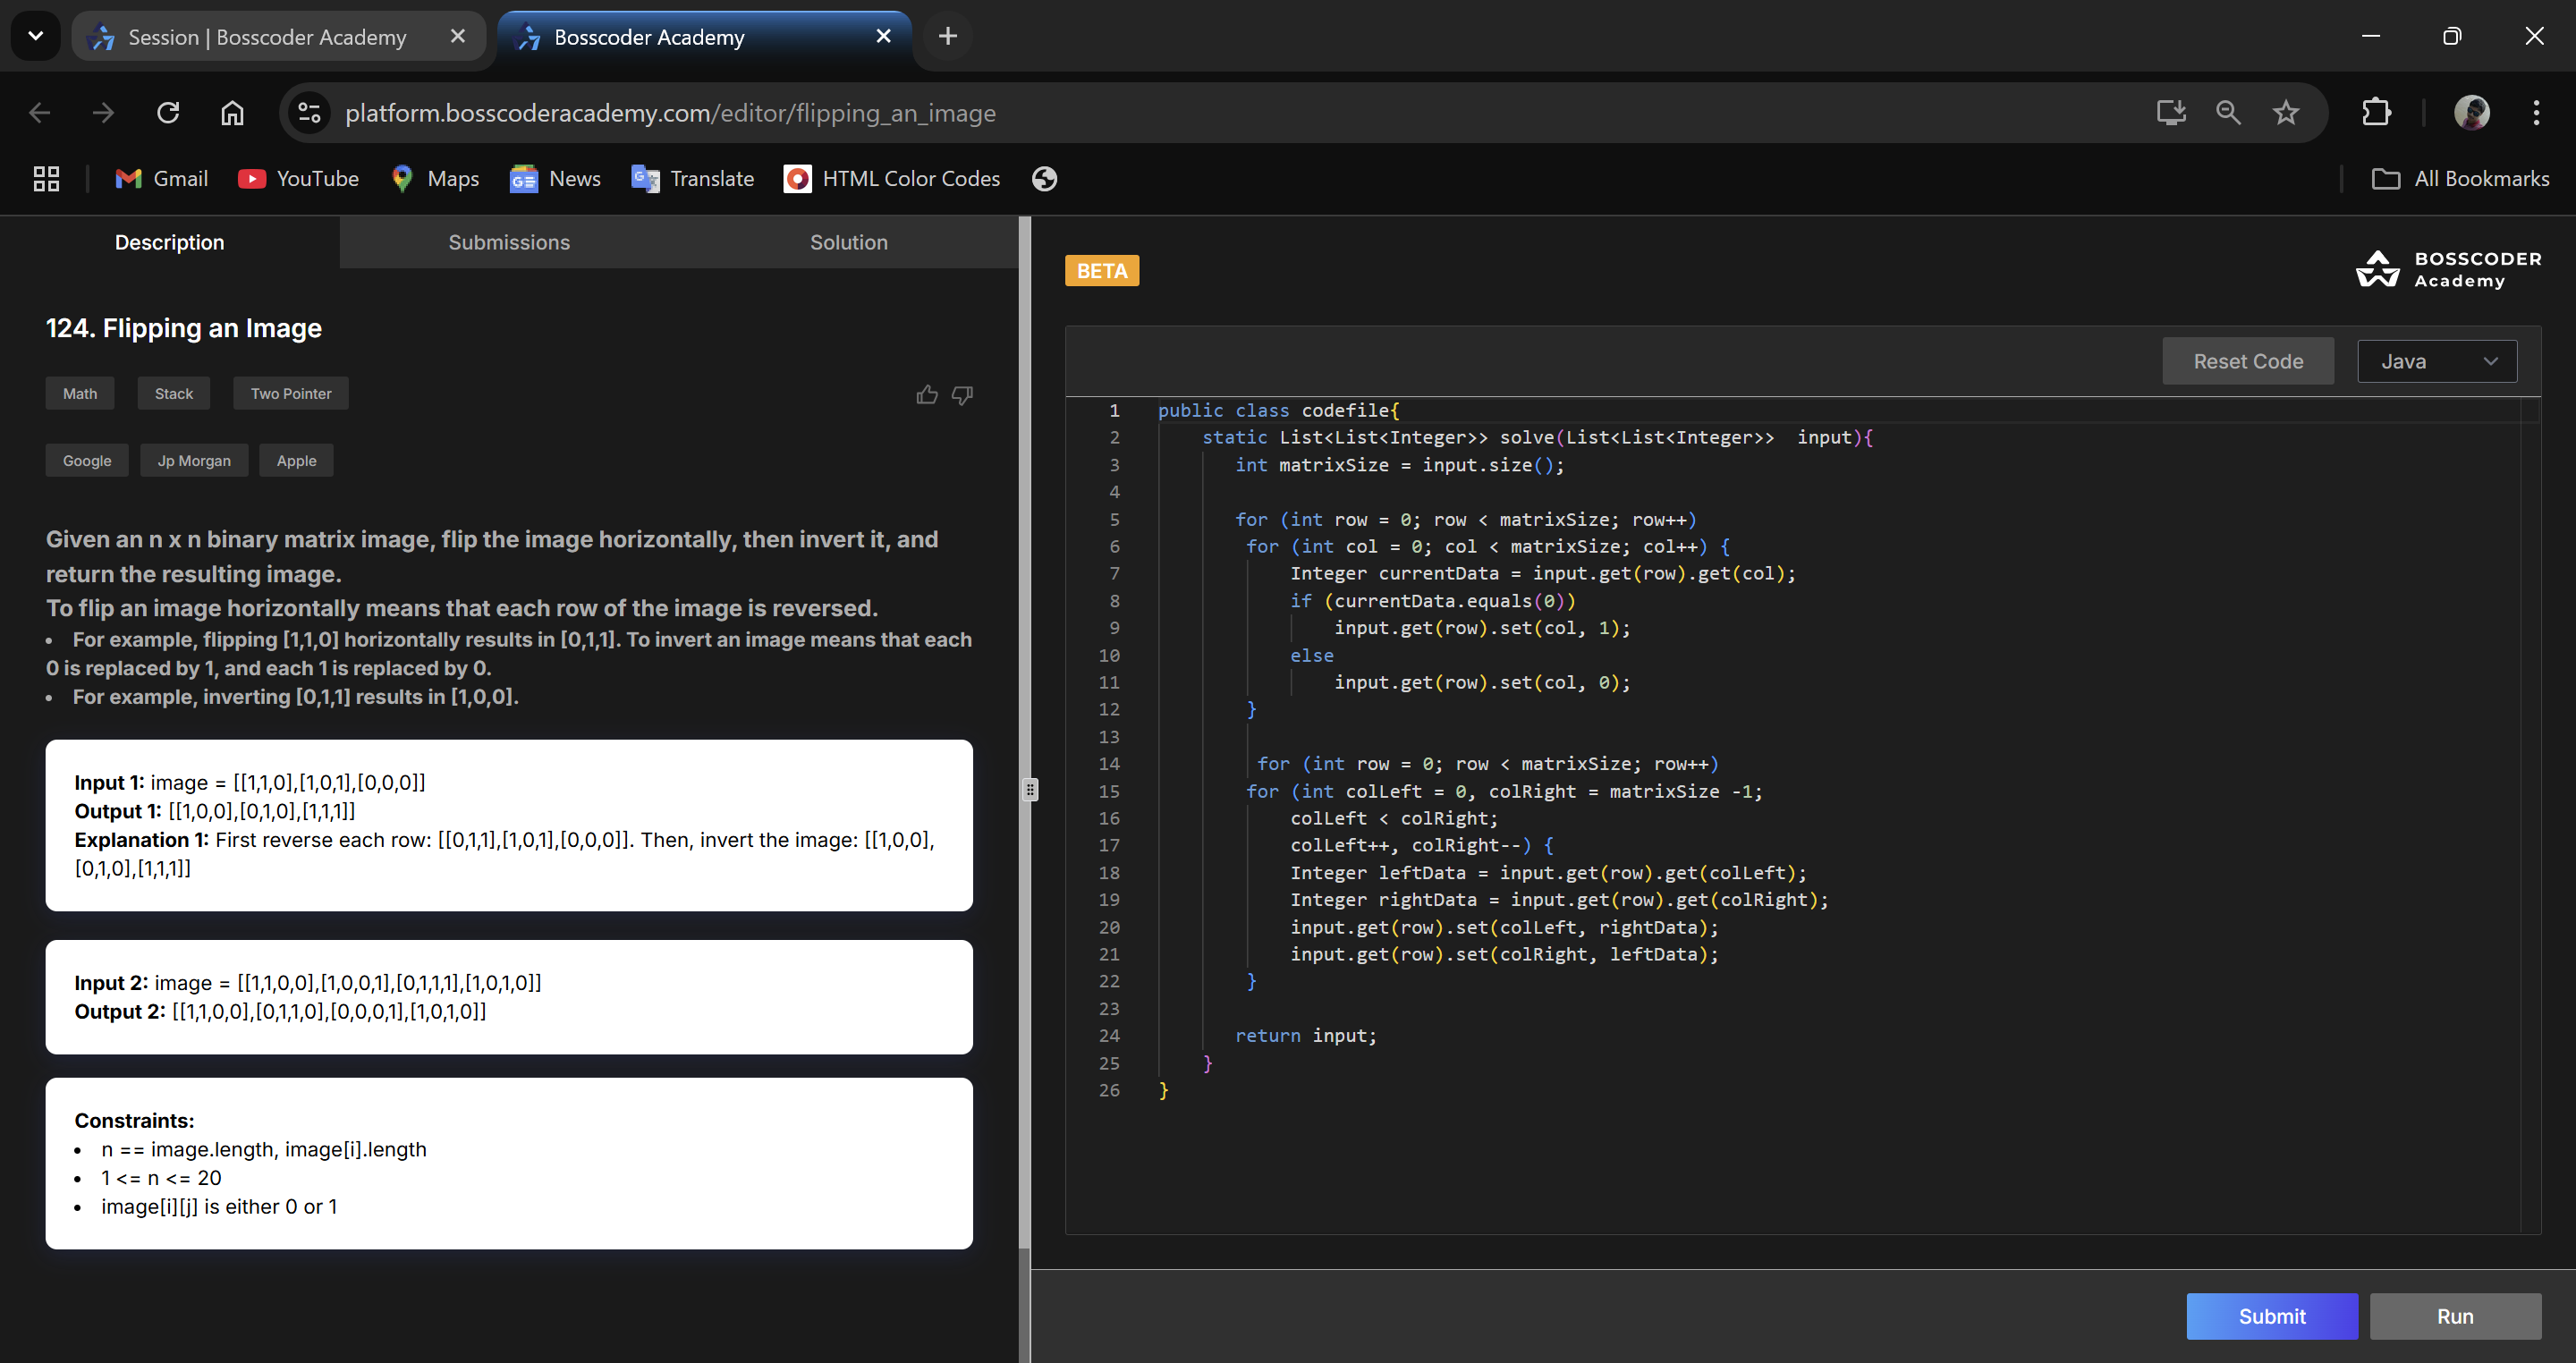 Session | Bosscoder Academy
Bosscoder Academy
platform.bosscoderacademy.com/editor/flipping_an_image
Gmail
YouTube
Maps
News
Translate
HTML Color Codes
All Bookmarks
Description
Submissions
Solution
124. Flipping an Image
Math
Stack
Two Pointer
Google
Jp Morgan
Apple
Given an n x n binary matrix image, flip the image horizontally, then invert it, and
return the resulting image.
To flip an image horizontally means that each row of the image is reversed.
• For example, flipping [1,1,0] horizontally results in [0,1,1]. To invert an image means that each
0 is replaced by 1, and each 1 is replaced by 0.
• For example, inverting [0,1,1] results in [1,0,0].
Input 1: image = [[1,1,0],[1,0,1],[0,0,0]]
Output 1: [[1,0,0],[0,1,0],[1,1,1]]
Explanation 1: First reverse each row: [[0,1,1],[1,0,1],[0,0,0]]. Then, invert the image: [[1,0,0],
[0,1,0],[1,1,1]]
Input 2: image = [[1,1,0,0],[1,0,0,1],[0,1,1,1],[1,0,1,0]]
Output 2: [[1,1,0,0],[0,1,1,0],[0,0,0,1],[1,0,1,0]]
Constraints:
• n == image.length, image[i].length
• 1 <= n <= 20
• image[i][j] is either 0 or 1
BETA
BOSSCODER
Academy
Reset Code
Java
1 public class codefile{
2 static List<List<Integer>> solve(List<List<Integer>>  input){
3 int matrixSize = input.size();
4
5 for (int row = 0; row < matrixSize; row++)
6 for (int col = 0; col < matrixSize; col++) {
7 Integer currentData = input.get(row).get(col);
8 if (currentData.equals(0))
9 input.get(row).set(col, 1);
10 else
11 input.get(row).set(col, 0);
12 }
13
14 for (int row = 0; row < matrixSize; row++)
15 for (int colLeft = 0, colRight = matrixSize -1;
16 colLeft < colRight;
17 colLeft++, colRight--) {
18 Integer leftData = input.get(row).get(colLeft);
19 Integer rightData = input.get(row).get(colRight);
20 input.get(row).set(colLeft, rightData);
21 input.get(row).set(colRight, leftData);
22 }
23
24 return input;
25 }
26 }
Submit
Run